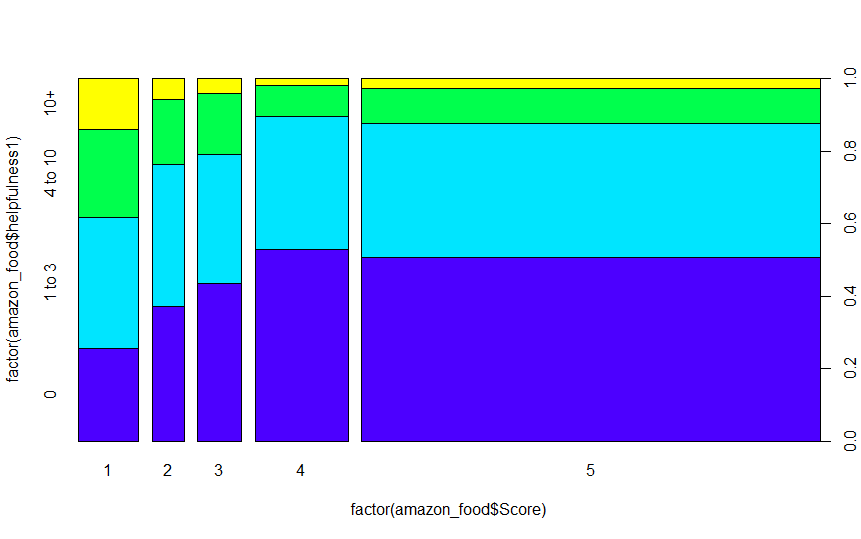 factor(amazon_food$helpfulness1)
10+
4 to 10
1 to 3
0
1.0
0.8
0.6
0.4
0.2
0.0
1 2 3 4 5
factor(amazon_food$Score)